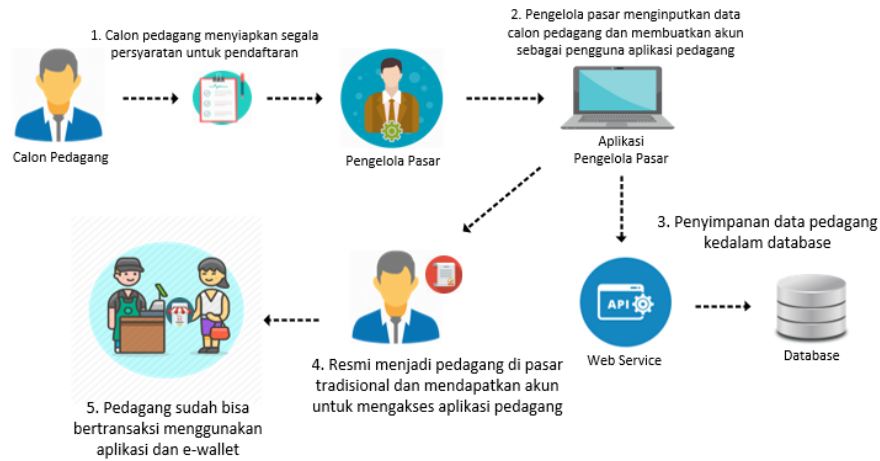 1. Calon pedagang menyiapkan segala
persyaratan untuk pendaftaran
2. Pengelola pasar menginputkan data
calon pedagang dan membuatkan akun
sebagai pengguna aplikasi pedagang
Calon Pedagang
Pengelola Pasar
Aplikasi
Pengelola Pasar
3. Penyimpanan data pedagang
kedalam database
API
Web Service
Database
4. Resmi menjadi pedagang di pasar
tradisional dan mendapatkan akun
untuk mengakses aplikasi pedagang
5. Pedagang sudah bisa
bertransaksi menggunakan
aplikasi dan e-wallet